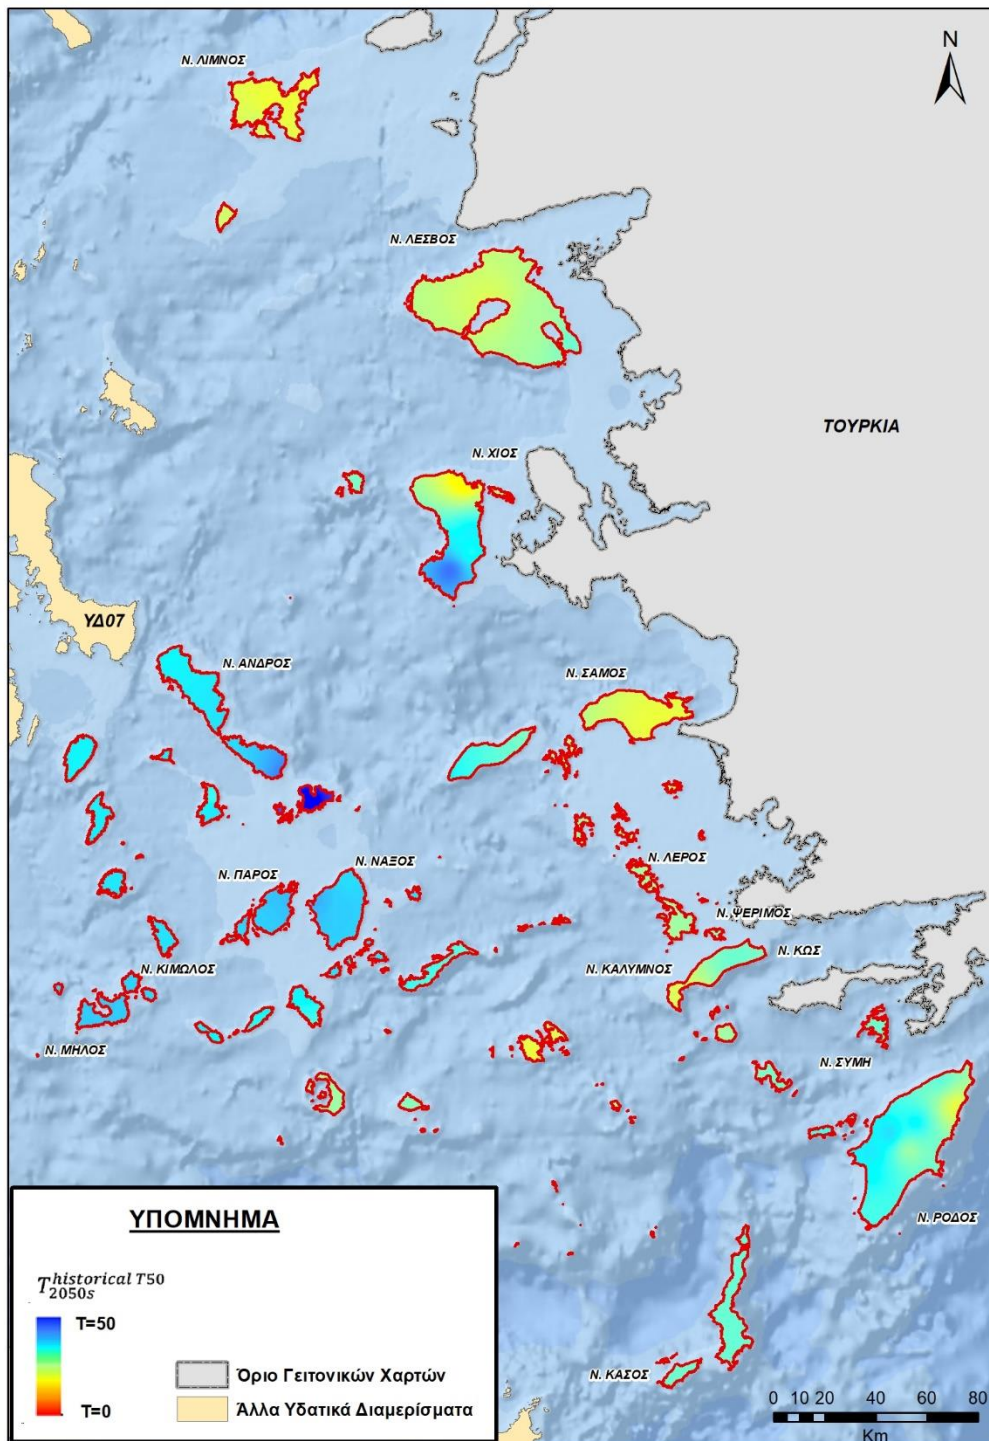 N
Ν. ΛΙΜΝΟΣ
Ν. ΛΕΣΒΟΣ
ΤΟΥΡΚΙΑ
Ν. ΧΙΟΣ
ΥΔ07
Ν. ΑΝΔΡΟΣ
Ν. ΣΑΜΟΣ
Ν. ΛΕΡΟΣ
Ν. ΝΑΞΟΣ
Ν. ΠΑΡΟΣ
Ν. ΨΕΡΙΜΟΣ
Ν. ΚΩΣ
Ν. ΚΑΛΥΜΝΟΣ
Ν. ΚΙΜΩΛΟΣ
Ν. ΜΗΛΟΣ
Ν. ΣΥΜΗ
Ν. ΡΟΔΟΣ
Ν. ΚΑΣΟΣ
ΥΠΟΜΝΗΜΑ
T historical T50 2050s
T=50
T=0
Όριο Γειτονικών Χαρτών
Άλλα Υδατικά Διαμερίσματα
0 10 20 40 60 80
Km